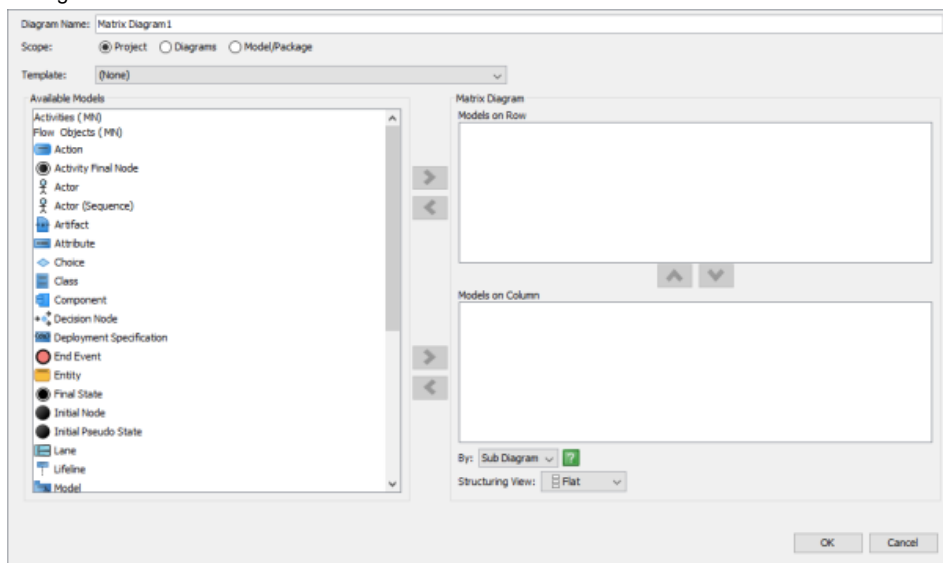 Diagram Name: Matrix Diagram1
Scope: Project Diagrams Model/Package
Template: (None)
Available Models
Activities ( MN)
Flow Objects ( MN)
Action
Activity Final Node
Actor
Actor (Sequence)
Artifact
Attribute
Choice
Class
Component
Decision Node
Deployment Specification
End Event
Entity
Final State
Initial Node
Initial Pseudo State
Lane
Lifeline
Model
Matrix Diagram
Models on Row
Models on Column
By: Sub Diagram ?
Structuring View: Flat
OK Cancel